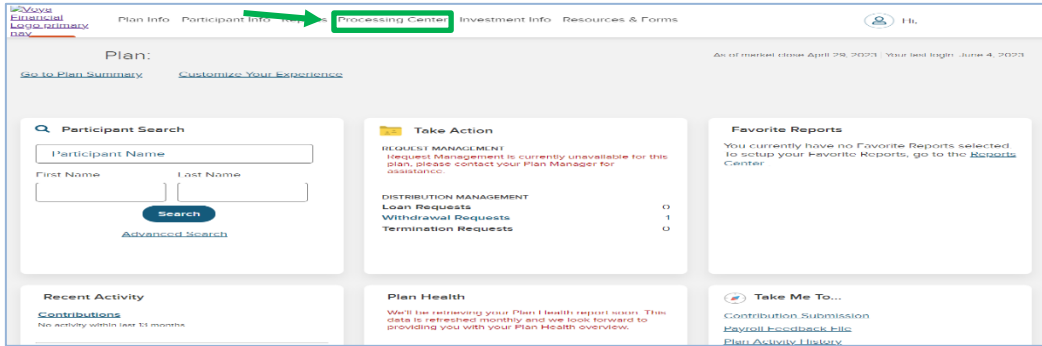 Voya
Financial
Logo primary
nav
Plan Info Participant Info Processing Center Investment Info Resources & Forms
Hi,
Plan:
As of market close April 29, 2023 Your last login June 4, 2023
Go to Plan Summary Customize Your Experience
Participant Search
Participant Name
First Name Last Name
Search
Advanced Search
Take Action
REQUEST MANAGEMENT
Request Management is currently unavailable for this
plan, please contact your Plan Manager for
assistance.
DISTRIBUTION MANAGEMENT
Loan Requests 0
Withdrawal Requests 1
Termination Requests 0
Favorite Reports
You currently have no Favorite Reports selected.
To setup your Favorite Reports, go to the Reports
Center
Recent Activity
Contributions
No activity within last 13 months
Plan Health
We'll be retrieving your Plan Health report soon. This
data is refreshed monthly and we look forward to
providing you with your Plan Health overview.
Take Me To...
Contribution Submission
Payroll Feedback File
Plan Activity History